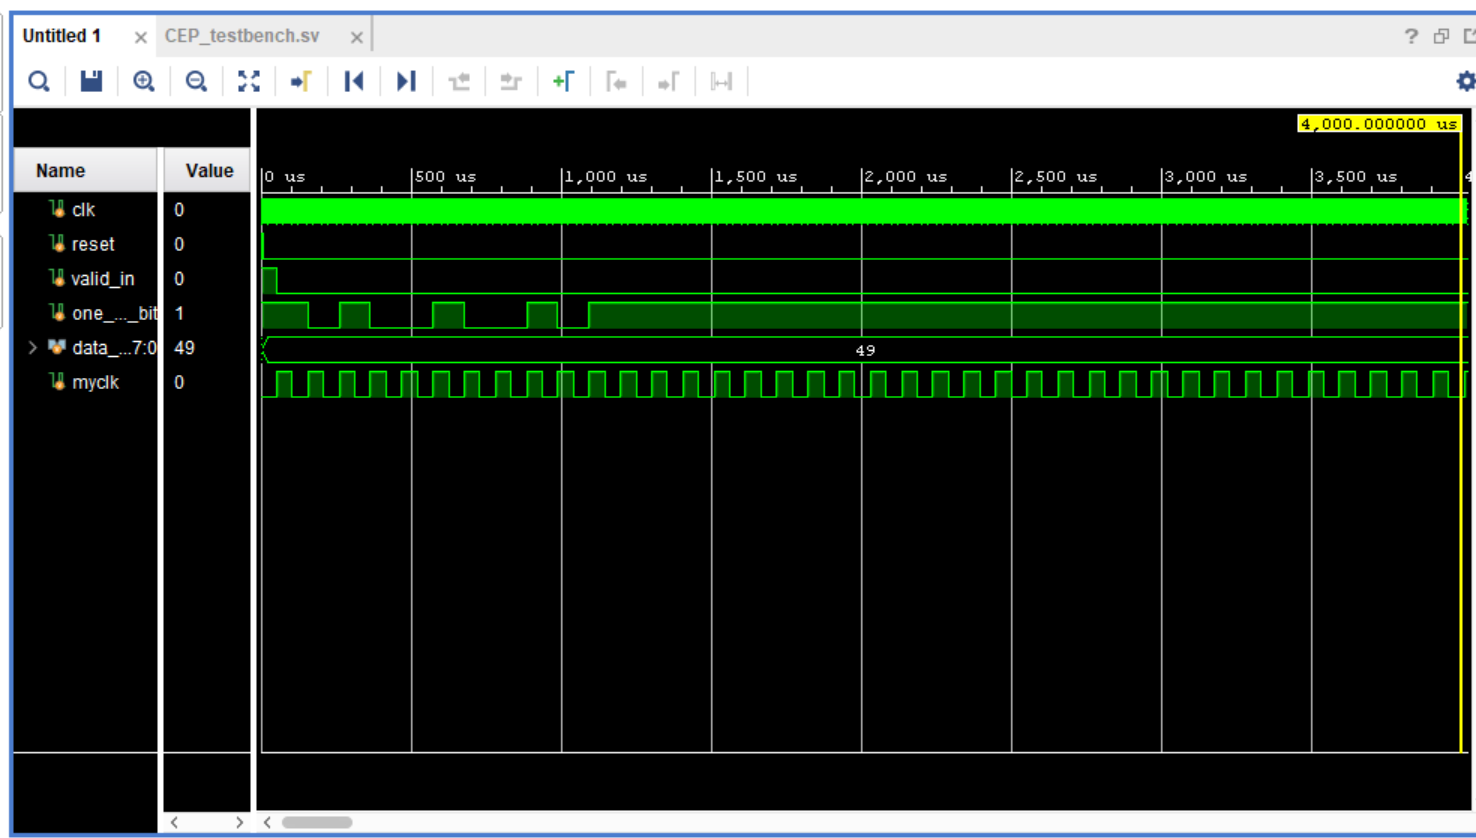 Untitled 1 × CEP_testbench.sv × ?
4,000.000000 us
Name Value 0 us 500 us 1,000 us 1,500 us 2,000 us 2,500 us 3,000 us 3,500 us 4
clk 0
reset 0
valid_in 0
one_..._bit 1
> data_...7:0 49 49
myclk 0